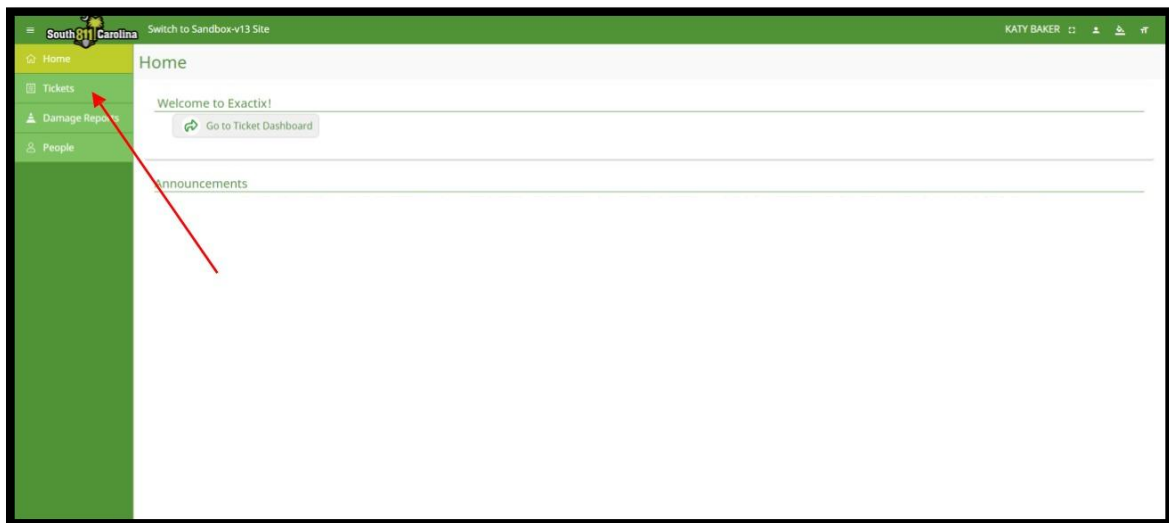 South 811 Carolina
Switch to Sandbox-v13 Site
KATY BAKER
Home
Tickets
Damage Reports
People
Home
Welcome to Exactix!
Go to Ticket Dashboard
Announcements